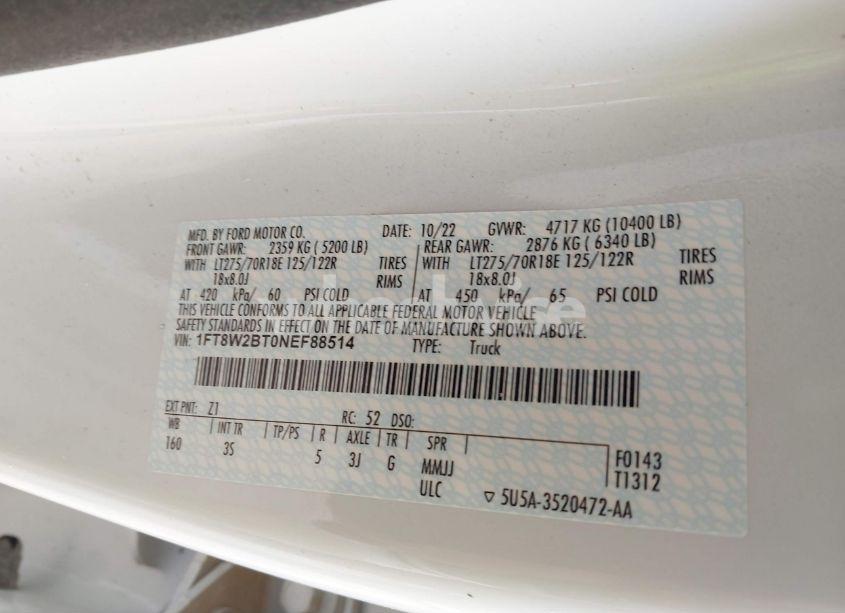 MFD. BY FORD MOTOR CO. DATE: 10/22 GVWR: 4717 KG (10400 LB)
FRONT GAWR: 2359 KG ( 5200 LB) REAR GAWR: 2876 KG ( 6340 LB)
WITH LT275/70R18E 125/122R TIRES WITH LT275/70R18E 125/122R TIRES
18x8.0J RIMS 18x8.0J RIMS
AT 420 kPa/ 60 PSI COLD AT 450 kPa/ 65 PSI COLD
THIS VEHICLE CONFORMS TO ALL APPLICABLE FEDERAL MOTOR VEHICLE
SAFETY STANDARDS IN EFFECT ON THE DATE OF MANUFACTURE SHOWN ABOVE.
VIN: 1FT8W2BT0NEF88514 TYPE: Truck
EXT PNT: Z1 RC: 52 DSO:
WB INT TR TP/PS R AXLE TR SPR
160 3S 5 3J G MMJJ F0143
ULC T1312
▽ 5U5A-3520472-AA